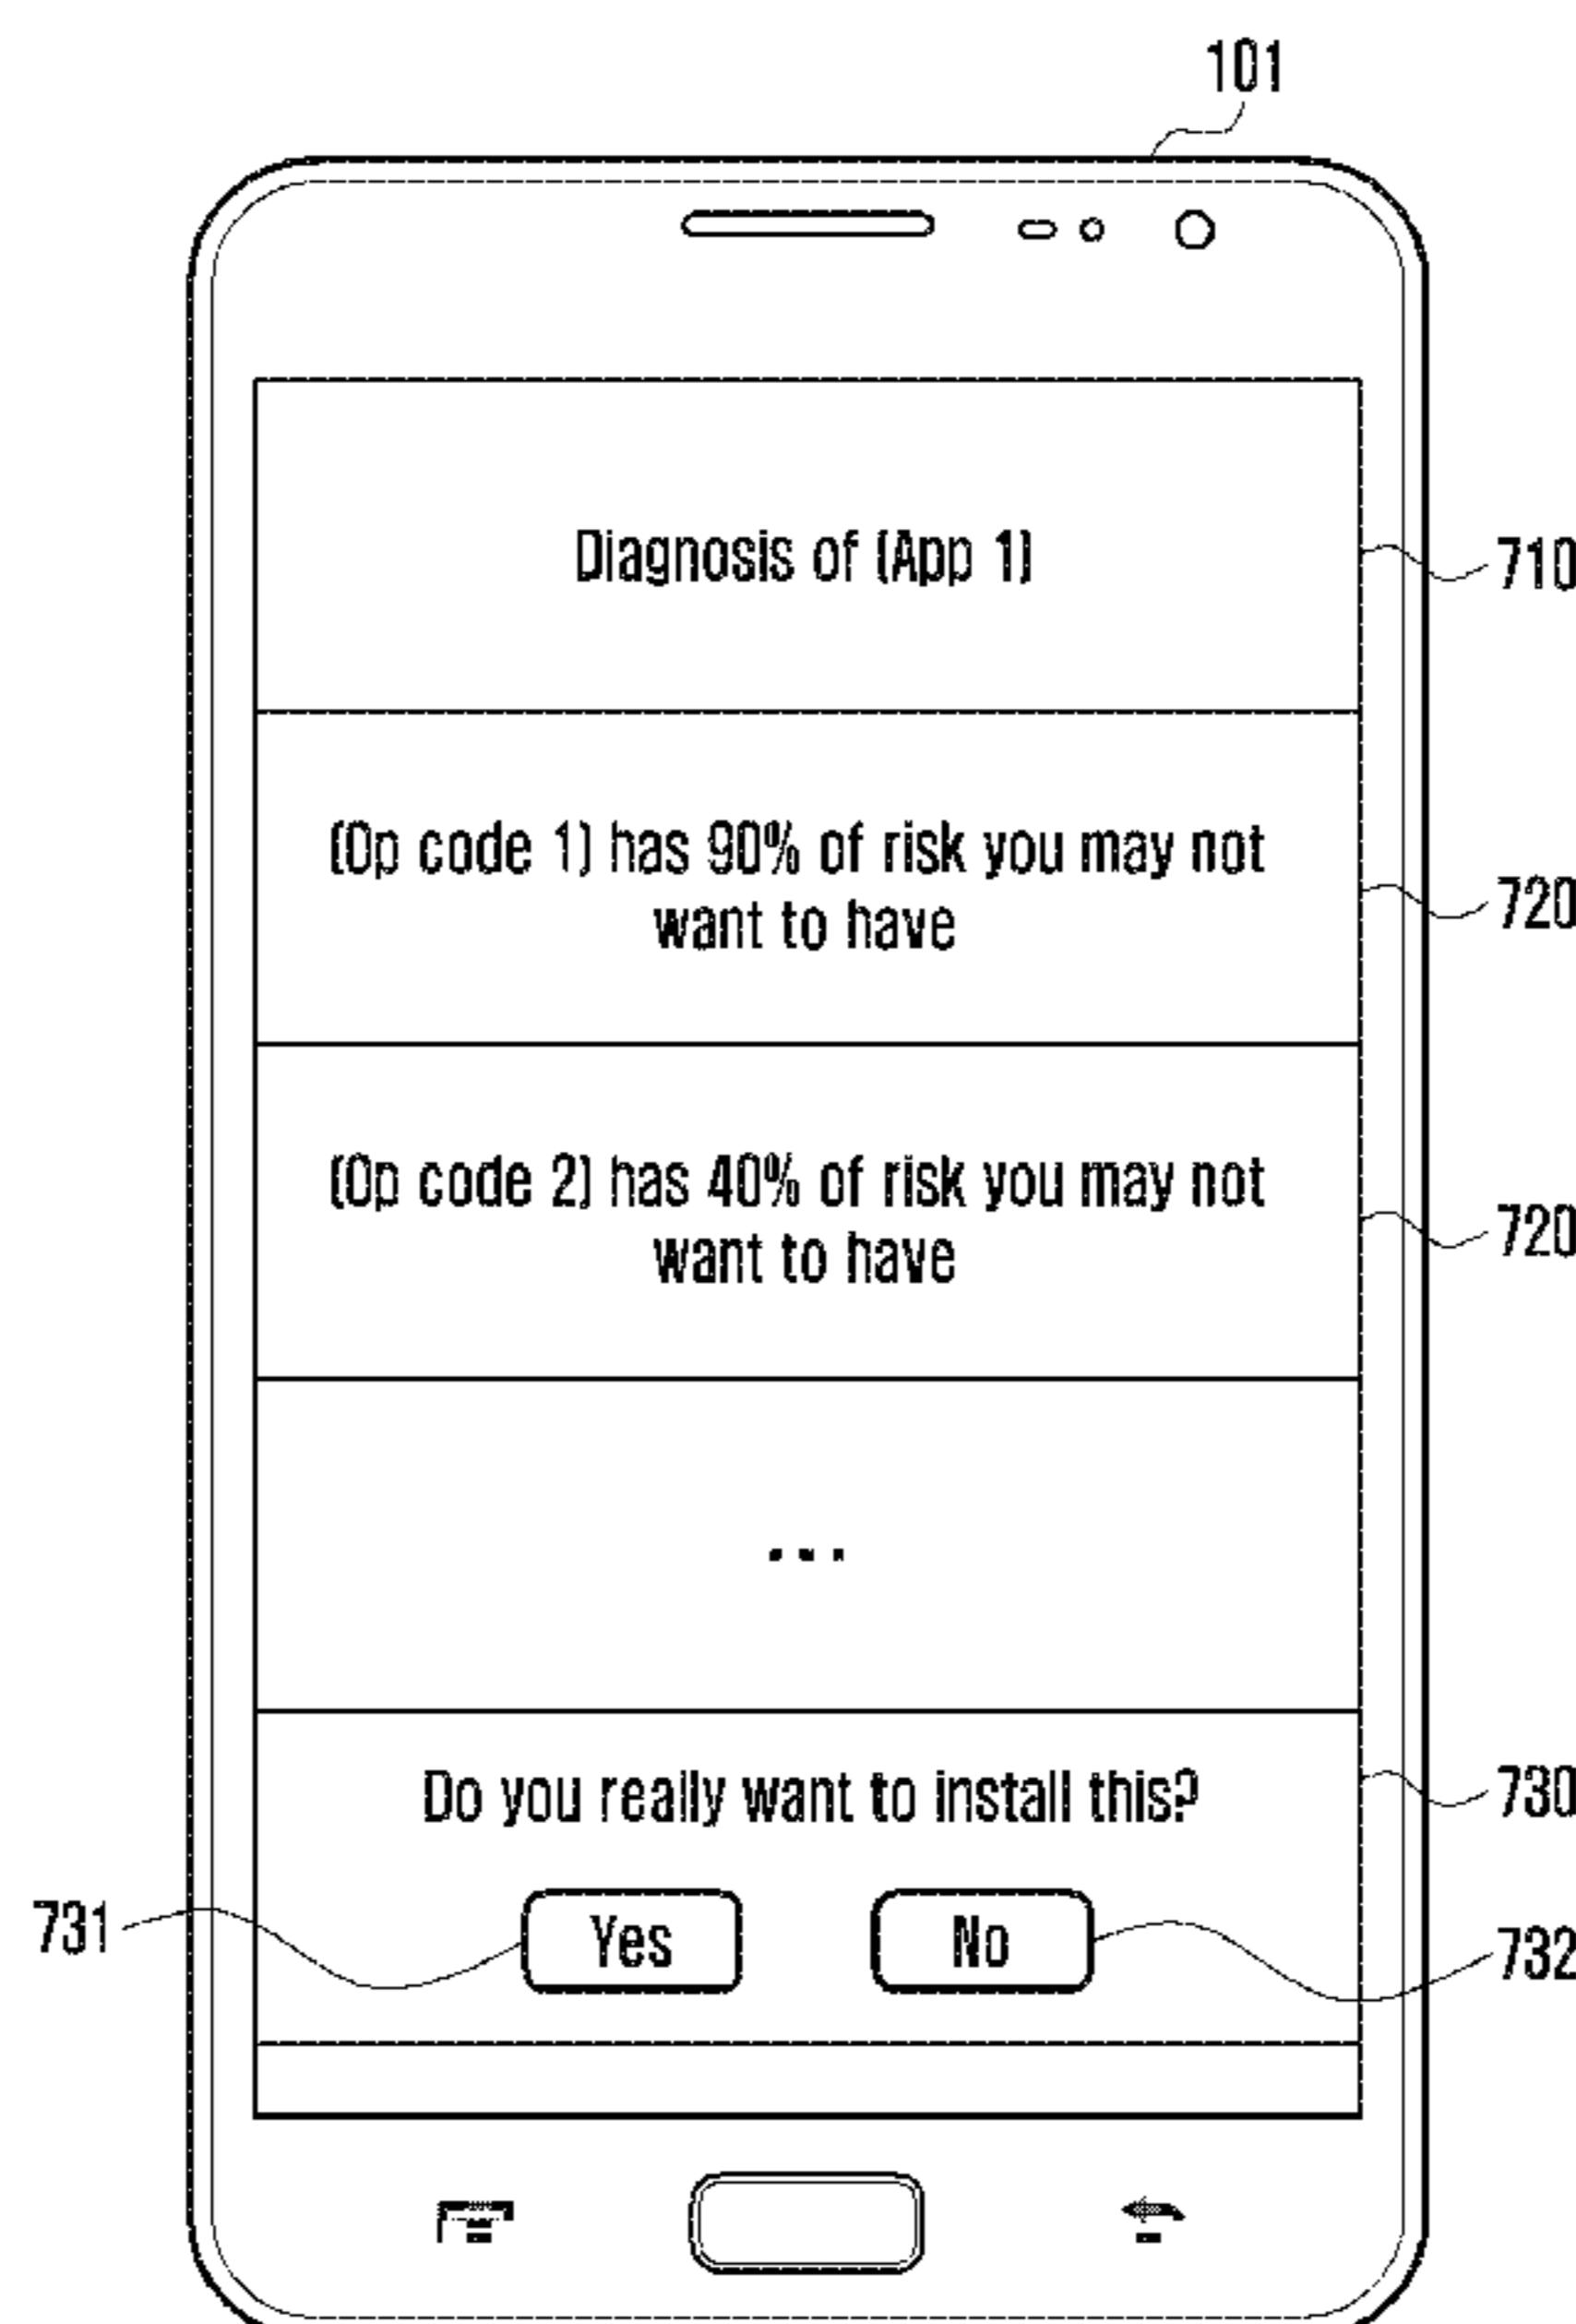 101
Diagnosis of (App 1)
710
(Op code 1) has 90% of risk you may not
want to have
720
(Op code 2) has 40% of risk you may not
want to have
720
...
Do you really want to install this?
730
731
Yes
No
732